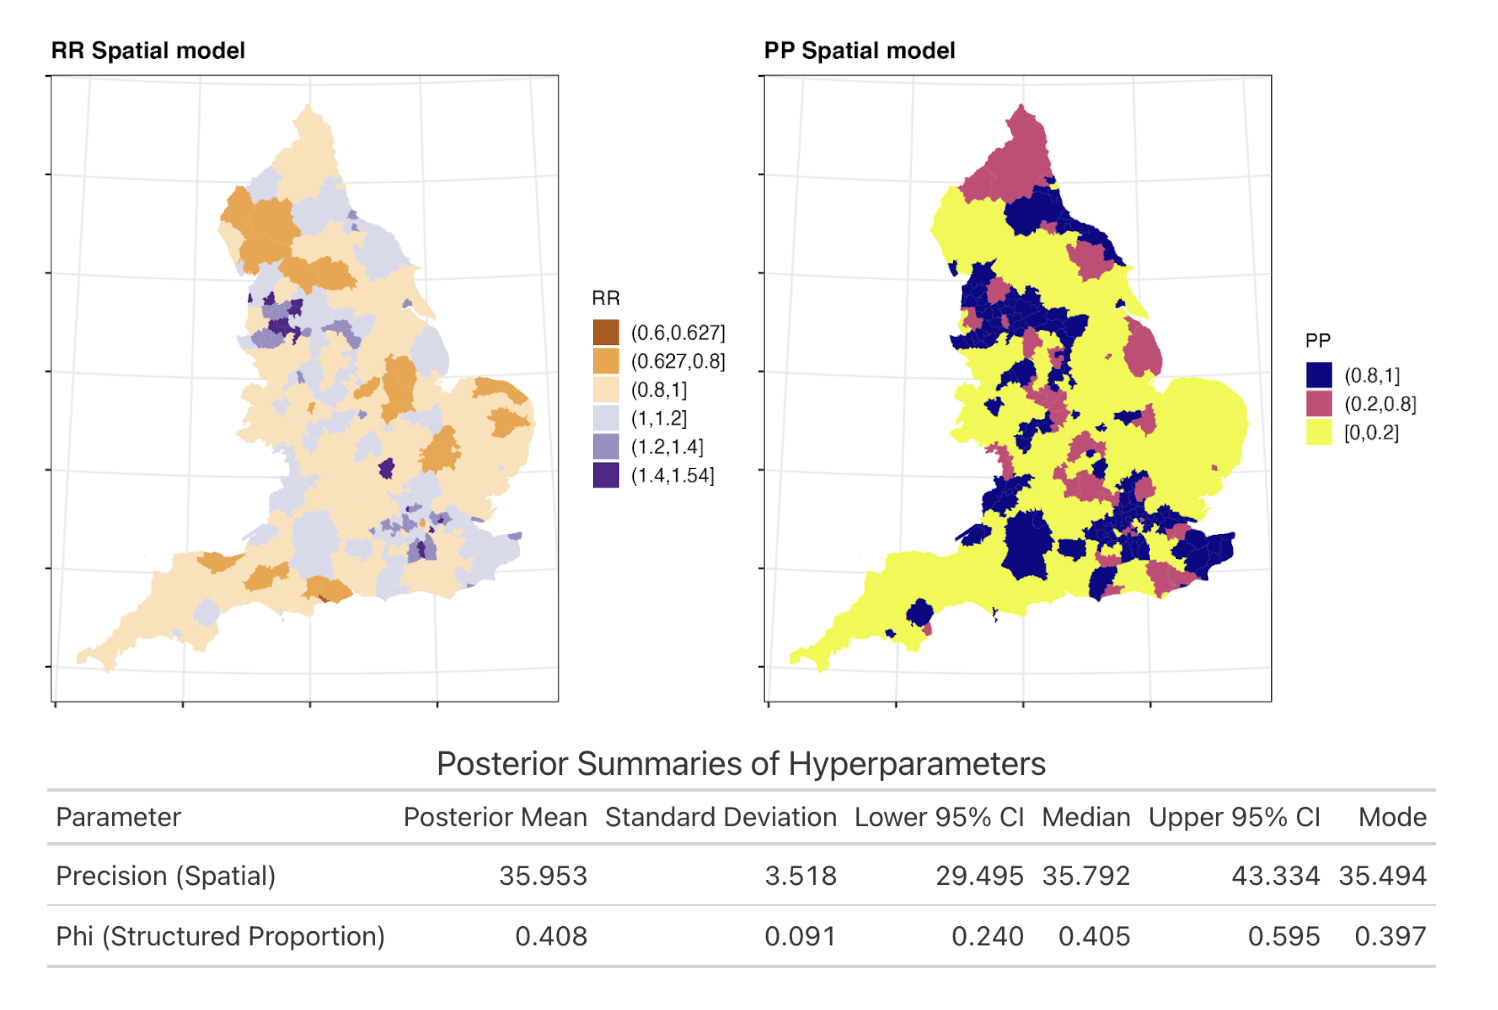 RR Spatial model
PP Spatial model
RR
(0.6,0.627]
(0.627,0.8]
(0.8,1]
(1,1.2]
(1.2,1.4]
(1.4,1.54]
PP
(0.8,1]
(0.2,0.8]
[0,0.2]
Posterior Summaries of Hyperparameters
Parameter Posterior Mean Standard Deviation Lower 95% CI Median Upper 95% CI Mode
Precision (Spatial) 35.953 3.518 29.495 35.792 43.334 35.494
Phi (Structured Proportion) 0.408 0.091 0.240 0.405 0.595 0.397